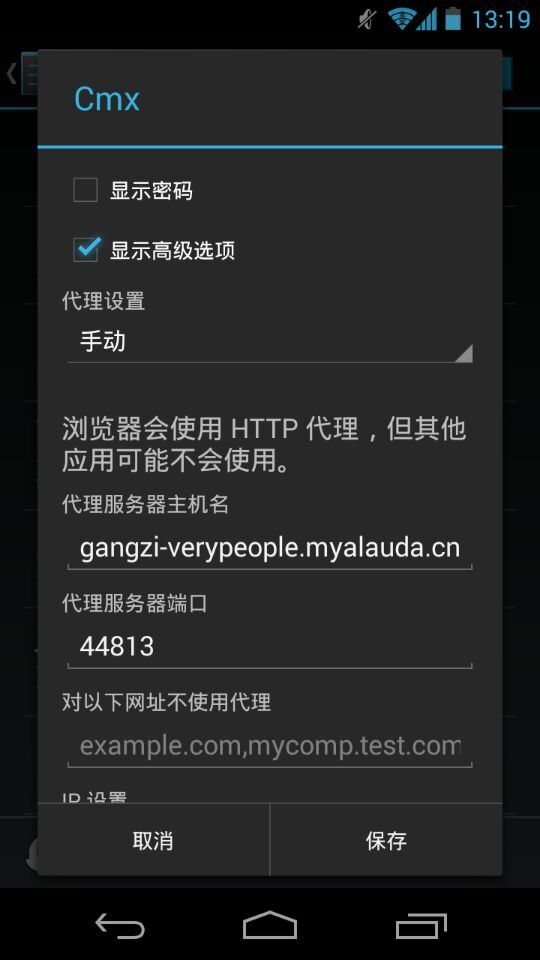 13:19
Cmx
显示密码
显示高级选项
代理设置
手动
浏览器会使用 HTTP 代理，但其他
应用可能不会使用。
代理服务器主机名
gangzi-verypeople.myalauda.cn
代理服务器端口
44813
对以下网址不使用代理
example.com,mycomp.test.com
IP 设置
取消
保存